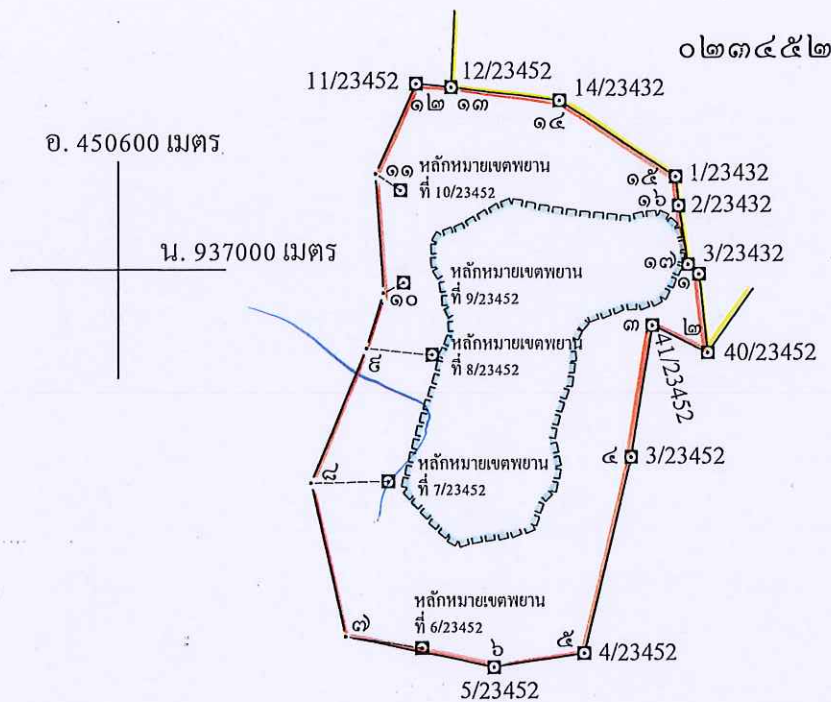 ๐๒๓๔๕๒
12/23452
11/23452
14/23432
๑๒ ๑๓
๑๔
อ. 450600 เมตร
๑๑ หลักหมายเขตพยาน
ที่ 10/23452
๑๕ 1/23432
๑๖ 2/23432
น. 937000 เมตร
๑๗ 3/23432
๑
หลักหมายเขตพยาน
ที่ 9/23452
๑๐
๓ ๒
หลักหมายเขตพยาน
ที่ 8/23452
๙
41/23452
40/23452
๔ 3/23452
หลักหมายเขตพยาน
ที่ 7/23452
๘
หลักหมายเขตพยาน
ที่ 6/23452
๗
๖
๕ 4/23452
5/23452